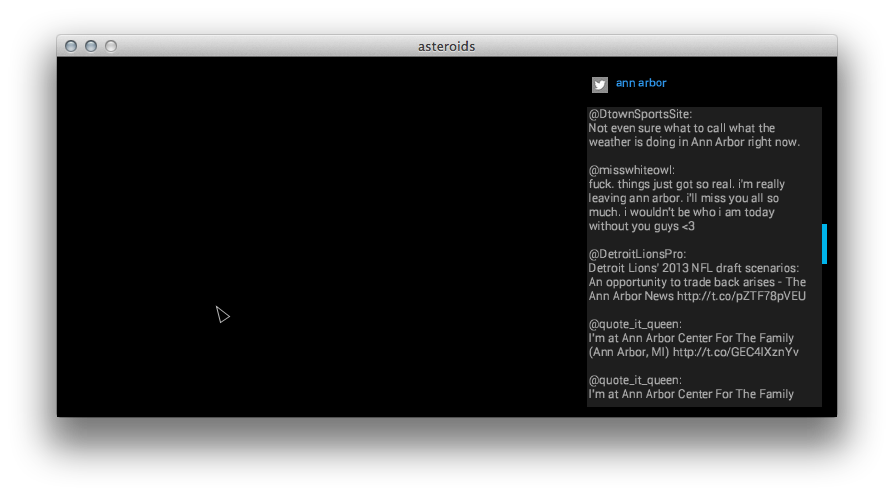 asteroids
ann arbor
@DtownSportsSite:
Not even sure what to call what the
weather is doing in Ann Arbor right now.
@misswhiteowl:
fuck. things just got so real. i'm really
leaving ann arbor. i'll miss you all so
much. i wouldn't be who i am today
without you guys <3
@DetroitLionsPro:
Detroit Lions' 2013 NFL draft scenarios:
An opportunity to trade back arises - The
Ann Arbor News http://t.co/pZTF78pVEU
@quote_it_queen:
I'm at Ann Arbor Center For The Family
(Ann Arbor, MI) http://t.co/GEC4lXznYv
@quote_it_queen:
I'm at Ann Arbor Center For The Family